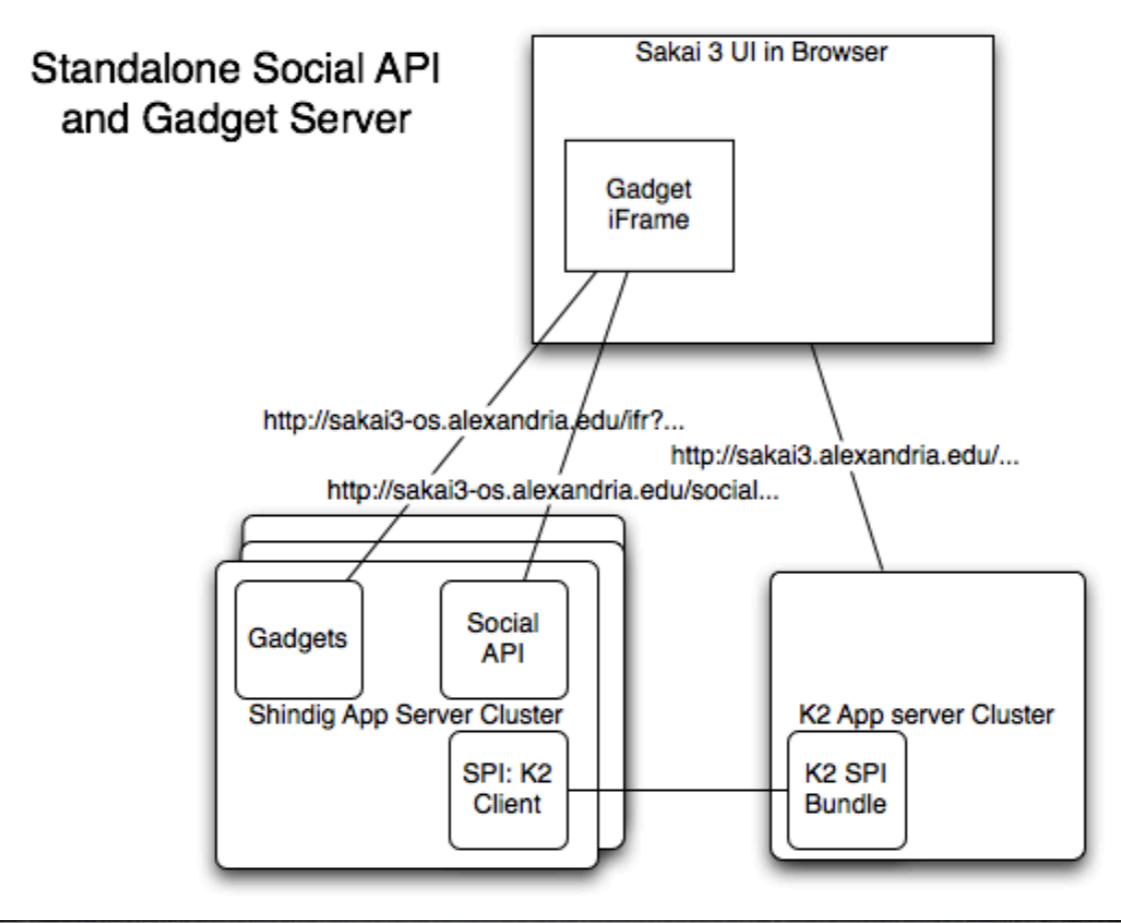 Standalone Social API
and Gadget Server
Sakai 3 UI in Browser
Gadget
iFrame
http://sakai3-os.alexandria.edu/ifr?...
http://sakai3.alexandria.edu/...
http://sakai3-os.alexandria.edu/social...
Gadgets
Social
API
Shindig App Server Cluster
SPI: K2
Client
K2 App server Cluster
K2 SPI
Bundle